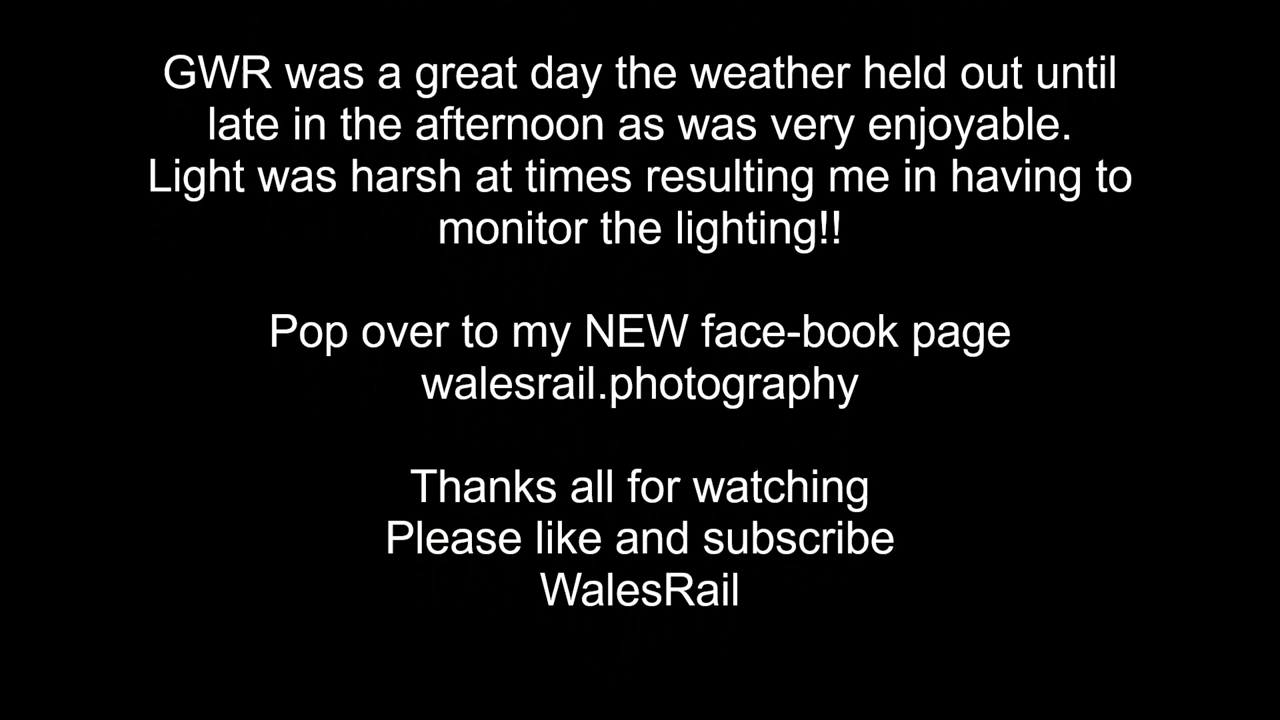 GWR was a great day the weather held out until
late in the afternoon as was very enjoyable.
Light was harsh at times resulting me in having to
monitor the lighting!!
Pop over to my NEW face-book page
walesrail.photography
Thanks all for watching
Please like and subscribe
WalesRail